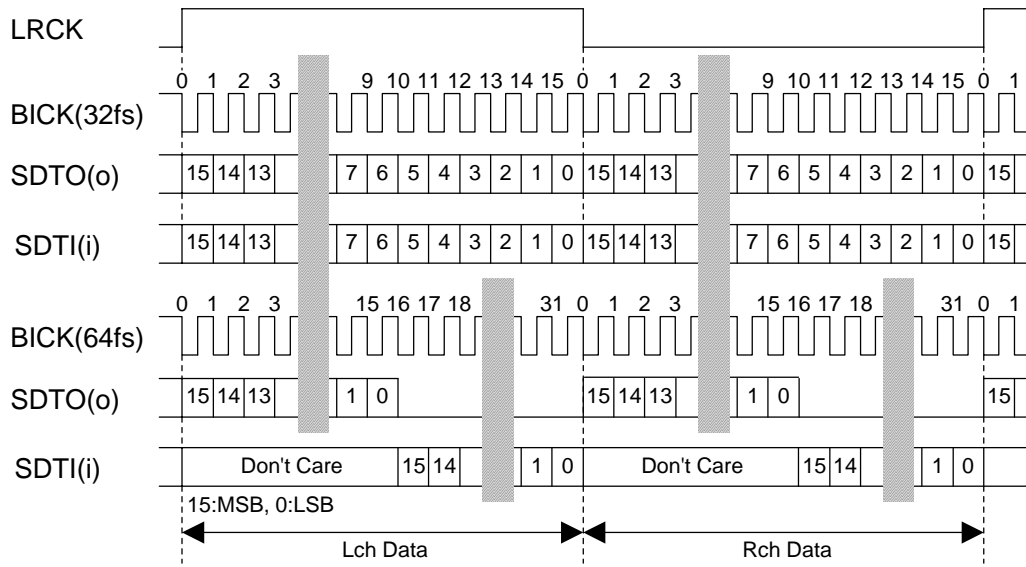 LRCK
0 1 2 3 9 10 11 12 13 14 15 0 1 2 3 9 10 11 12 13 14 15 0 1
BICK(32fs)
SDTO(o) 15 14 13 7 6 5 4 3 2 1 0 15 14 13 7 6 5 4 3 2 1 0 15
SDTI(i) 15 14 13 7 6 5 4 3 2 1 0 15 14 13 7 6 5 4 3 2 1 0 15
0 1 2 3 15 16 17 18 31 0 1 2 3 15 16 17 18 31 0 1
BICK(64fs)
SDTO(o) 15 14 13 1 0 15 14 13 1 0 15
SDTI(i) Don't Care 15 14 1 0 Don't Care 15 14 1 0
15:MSB, 0:LSB
Lch Data Rch Data